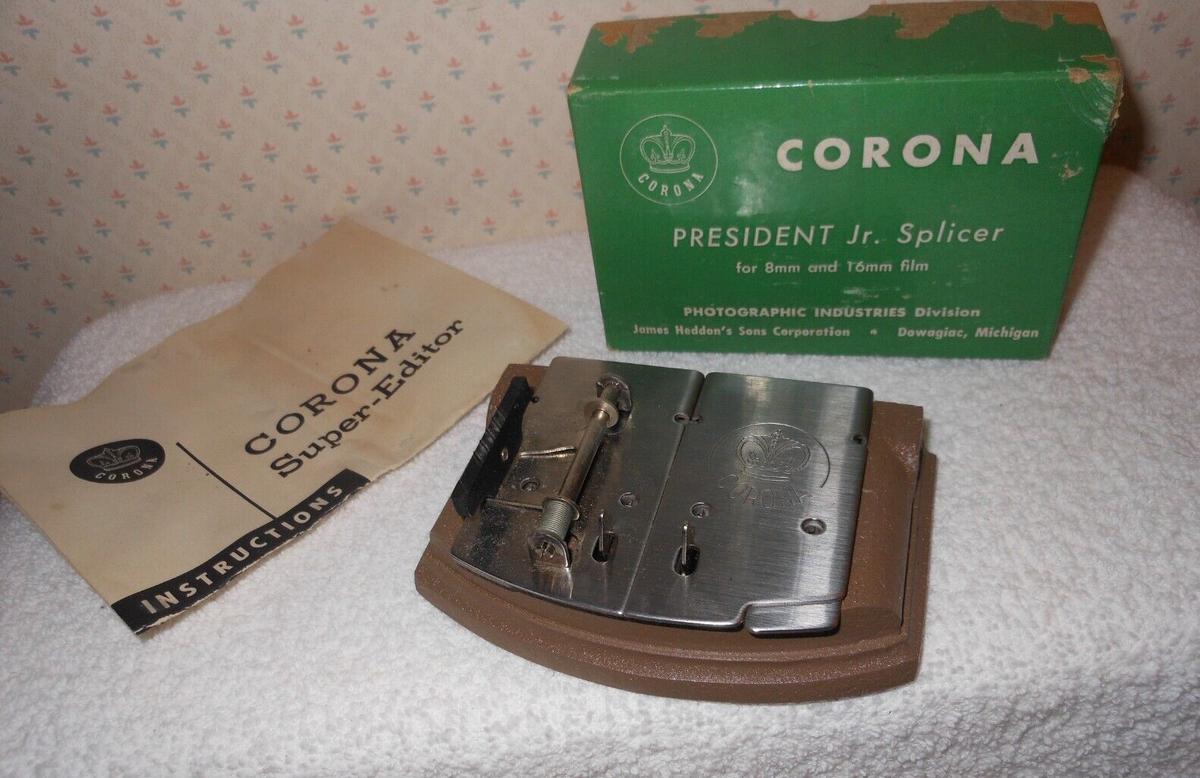 CORONA
CORONA
PRESIDENT Jr. Splicer
for 8mm and 16mm film
PHOTOGRAPHIC INDUSTRIES Division
James Heddon's Sons Corporation • Dowagiac, Michigan
CORONA
CORONA
Super-Editor
INSTRUCTIONS
CORONA